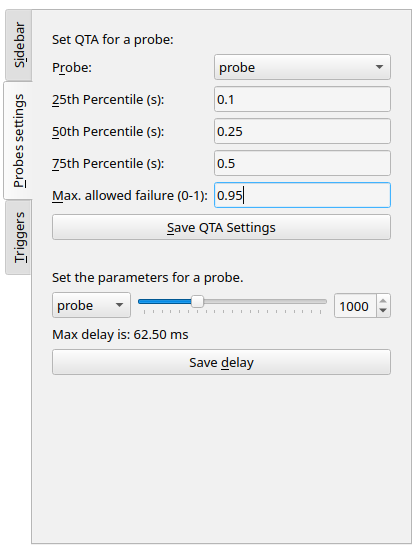 Sidebar
Probes settings
Triggers
Set QTA for a probe:
Probe: probe
25th Percentile (s): 0.1
50th Percentile (s): 0.25
75th Percentile (s): 0.5
Max. allowed failure (0-1): 0.95
Save QTA Settings
Set the parameters for a probe.
probe 1000
Max delay is: 62.50 ms
Save delay